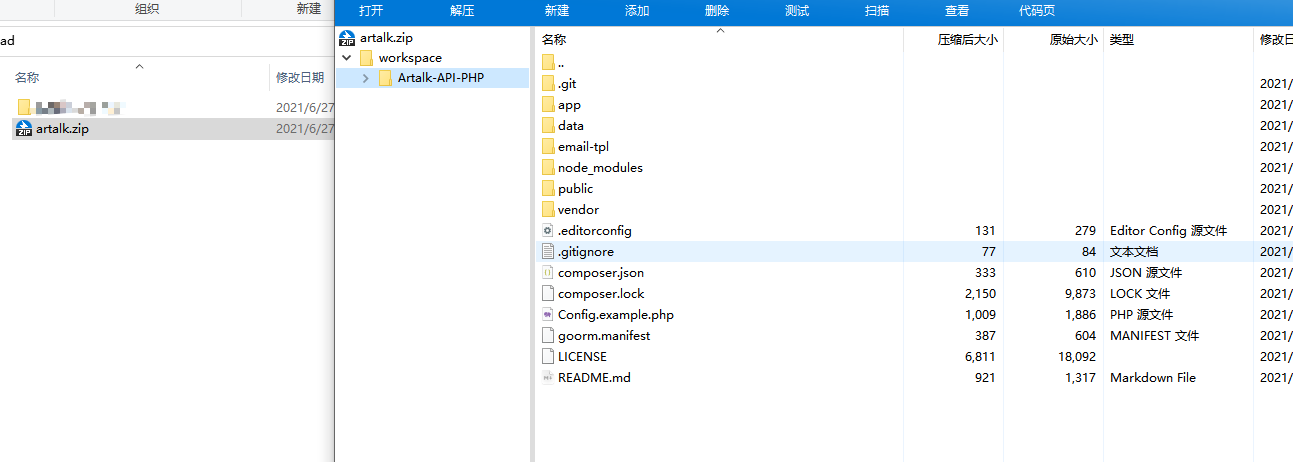 组织 新建
打开 解压 新建 添加 删除 测试 扫描 查看 代码页
ad
名称 修改日期
2021/6/27
artalk.zip 2021/6/27
artalk.zip
workspace
Artalk-API-PHP
名称 压缩后大小 原始大小 类型 修改日
..
.git 2021/
app 2021/
data 2021/
email-tpl 2021/
node_modules 2021/
public 2021/
vendor 2021/
.editorconfig 131 279 Editor Config 源文件 2021/
.gitignore 77 84 文本文档 2021/
composer.json 333 610 JSON 源文件 2021/
composer.lock 2,150 9,873 LOCK 文件 2021/
Config.example.php 1,009 1,886 PHP 源文件 2021/
goorm.manifest 387 604 MANIFEST 文件 2021/
LICENSE 6,811 18,092 2021/
README.md 921 1,317 Markdown File 2021/